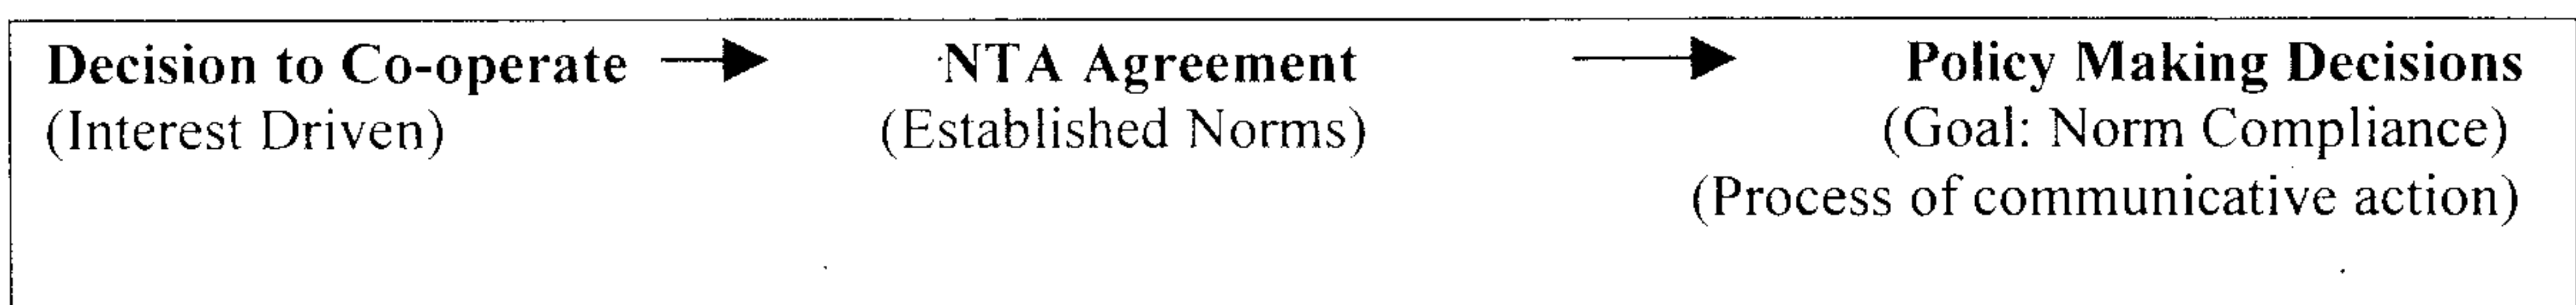 Decision to Co-operate → NTA Agreement → Policy Making Decisions
(Interest Driven) (Established Norms) (Goal: Norm Compliance)
(Process of communicative action)